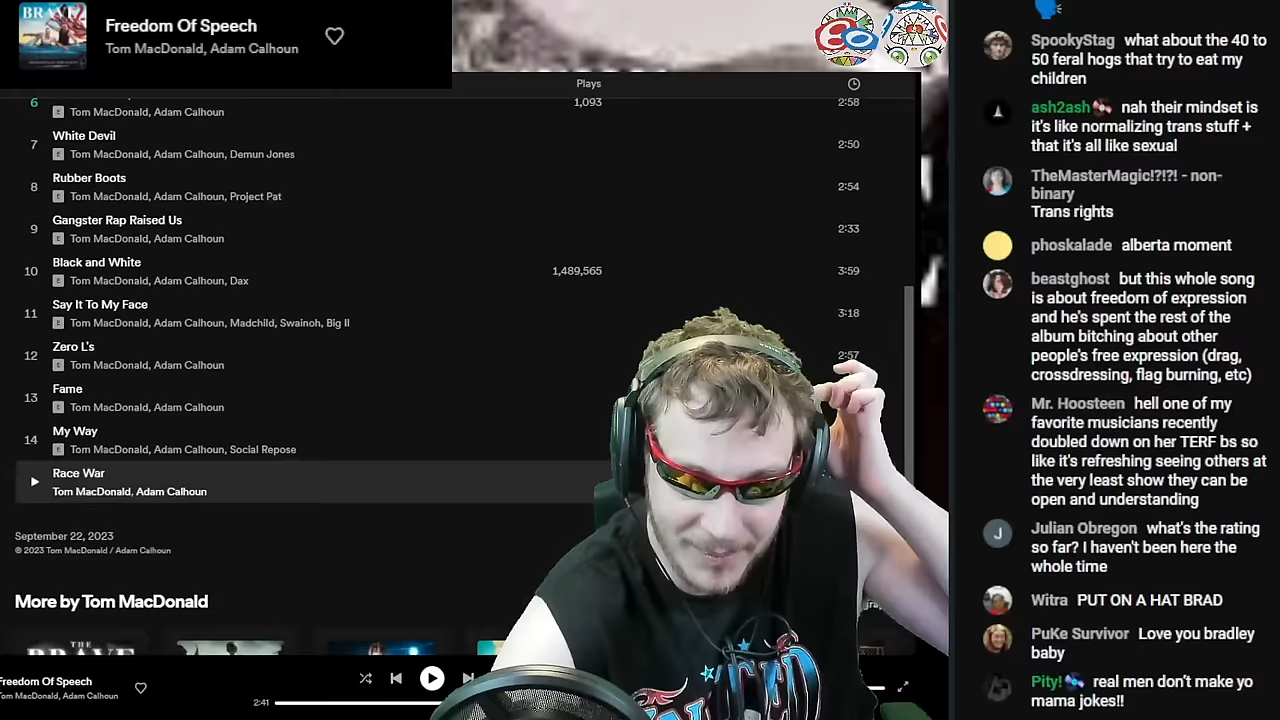 BRAVE
Freedom Of Speech
Tom MacDonald, Adam Calhoun
Plays
6
E Tom MacDonald, Adam Calhoun
1,093
2:58
White Devil
7
E Tom MacDonald, Adam Calhoun, Demun Jones
2:50
Rubber Boots
8
E Tom MacDonald, Adam Calhoun, Project Pat
2:54
Gangster Rap Raised Us
9
E Tom MacDonald, Adam Calhoun
2:33
Black and White
10
E Tom MacDonald, Adam Calhoun, Dax
1,489,565
3:59
Say It To My Face
11
E Tom MacDonald, Adam Calhoun, Madchild, Swainoh, Big II
3:18
Zero L's
12
E Tom MacDonald, Adam Calhoun
2:57
Fame
13
E Tom MacDonald, Adam Calhoun
My Way
14
E Tom MacDonald, Adam Calhoun, Social Repose
Race War
Tom MacDonald, Adam Calhoun
September 22, 2023
© 2023 Tom MacDonald / Adam Calhoun
More by Tom MacDonald
THE
BRAVE
Freedom Of Speech
Tom MacDonald, Adam Calhoun
2:41
SpookyStag what about the 40 to
50 feral hogs that try to eat my
children
ash2ash nah their mindset is
it's like normalizing trans stuff +
that it's all like sexual
TheMasterMagic!?!?! - non-
binary
Trans rights
phoskalade alberta moment
beastghost but this whole song
is about freedom of expression
and he's spent the rest of the
album bitching about other
people's free expression (drag,
crossdressing, flag burning, etc)
Mr. Hoosteen hell one of my
favorite musicians recently
doubled down on her TERF bs so
like it's refreshing seeing others at
the very least show they can be
open and understanding
J
Julian Obregon what's the rating
so far? I haven't been here the
whole time
Witra PUT ON A HAT BRAD
PuKe Survivor Love you bradley
baby
Pity! real men don't make yo
mama jokes!!